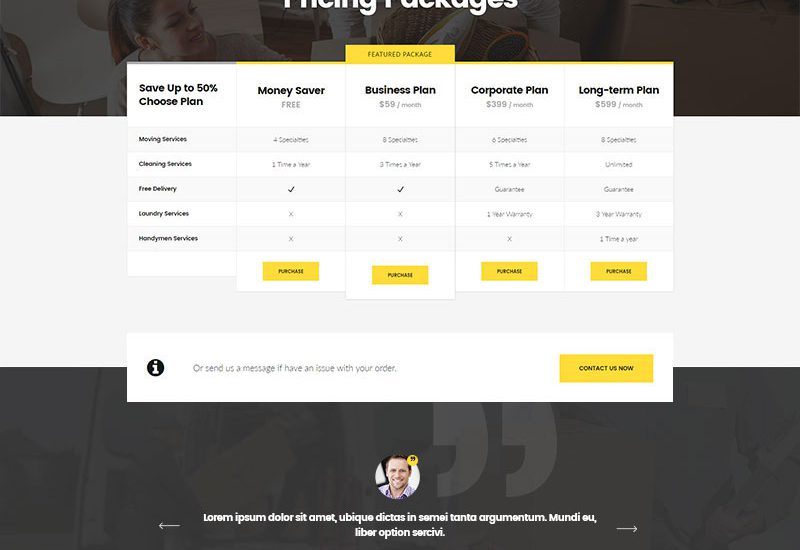 Pricing Packages
FEATURED PACKAGE
Save Up to 50%
Choose Plan
Money Saver
FREE
Business Plan
$59 / month
Corporate Plan
$399 / month
Long-term Plan
$599 / month
Moving Services 4 Specialties 8 Specialties 6 Specialties 8 Specialties
Cleaning Services 1 Time a Year 3 Times a Year 5 Times a Year Unlimited
Free Delivery ✓ ✓ Guarantee Guarantee
Loundry Services X X 1 Year Warranty 3 Year Warranty
Handymen Services X X X 1 Time a year
PURCHASE PURCHASE PURCHASE PURCHASE
Or send us a message if have an issue with your order.
CONTACT US NOW
Lorem ipsum dolor sit amet, ubique dictas in semei tanta argumentum. Mundi eu,
liber option sercivi.